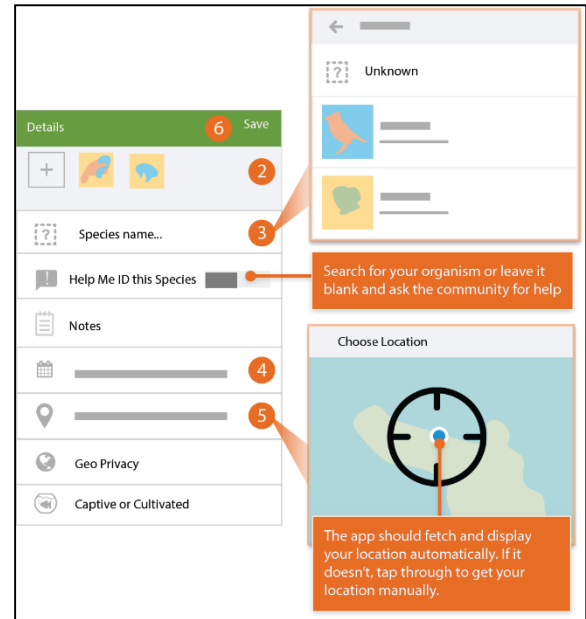 Details
6
Save
2
Species name...
3
Help Me ID this Species
Notes
4
5
Geo Privacy
Captive or Cultivated
Unknown
Search for your organism or leave it
blank and ask the community for help
Choose Location
The app should fetch and display
your location automatically. If it
doesn't, tap through to get your
location manually.